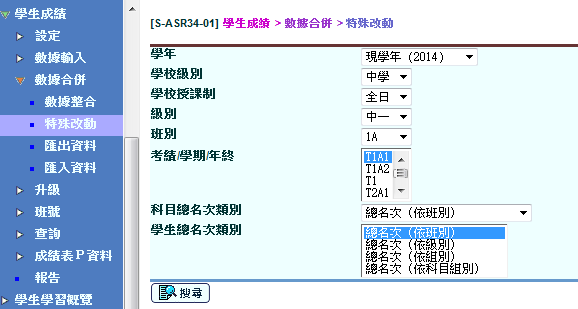 學生成績
設定
數據輸入
數據合併
數據整合
特殊改動
匯出資料
匯入資料
升級
班號
查詢
成績表P資料
報告
學生學習概覽
[S-ASR34-01] 學生成績 > 數據合併 > 特殊改動
學年 現學年 (2014)
學校級別 中學
學校授課制 全日
級別 中一
班別 1A
考績/學期/年終 T1A1
T1A2
T1
T2A1
科目總名次類別 總名次 (依班別)
學生總名次類別 總名次 (依班別)
總名次 (依級別)
總名次 (依組別)
總名次 (依科目組別)
搜尋